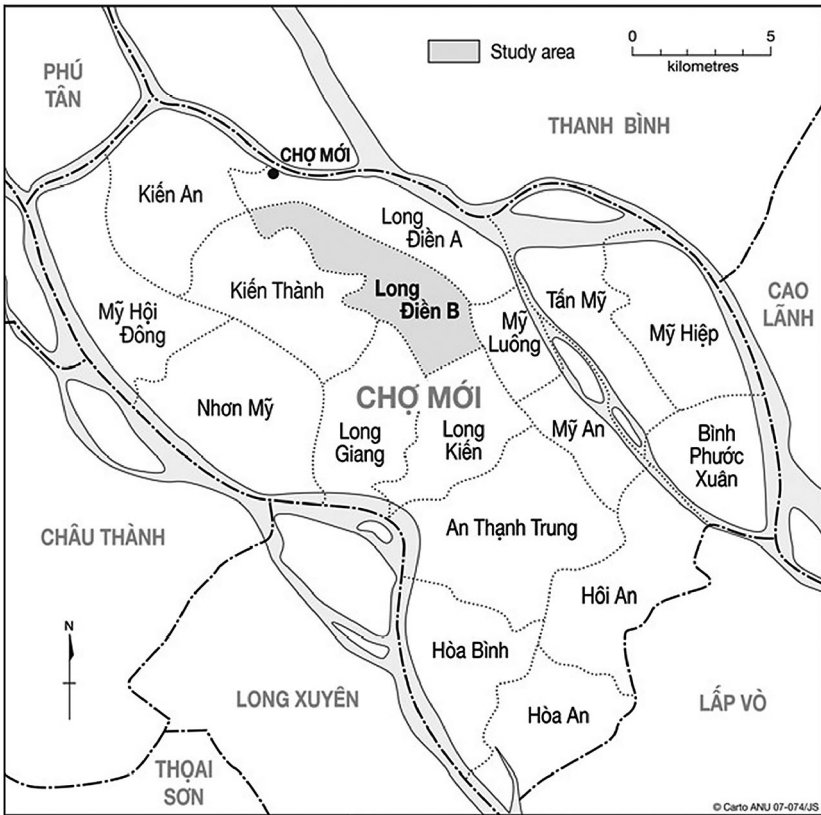 PHÚ
TÂN
Study area
0 5
kilometres
THANH BÌNH
CHỢ MỚI
Kiến An
Long
Điền A
Kiến Thành
Long
Điền B
Tấn Mỹ
CAO
LÃNH
Mỹ Hội
Đông
Mỹ
Luông
Mỹ Hiệp
CHỢ MỚI
Nhơn Mỹ
Long
Giang
Long
Kiến
Mỹ An
Bình
Phước
Xuân
CHÂU THÀNH
An Thạnh Trung
Hôi An
N
Hòa Bình
LONG XUYÊN
Hòa An
LẤP VÒ
THỌAI
SƠN
© Carto ANU 07-074/JS